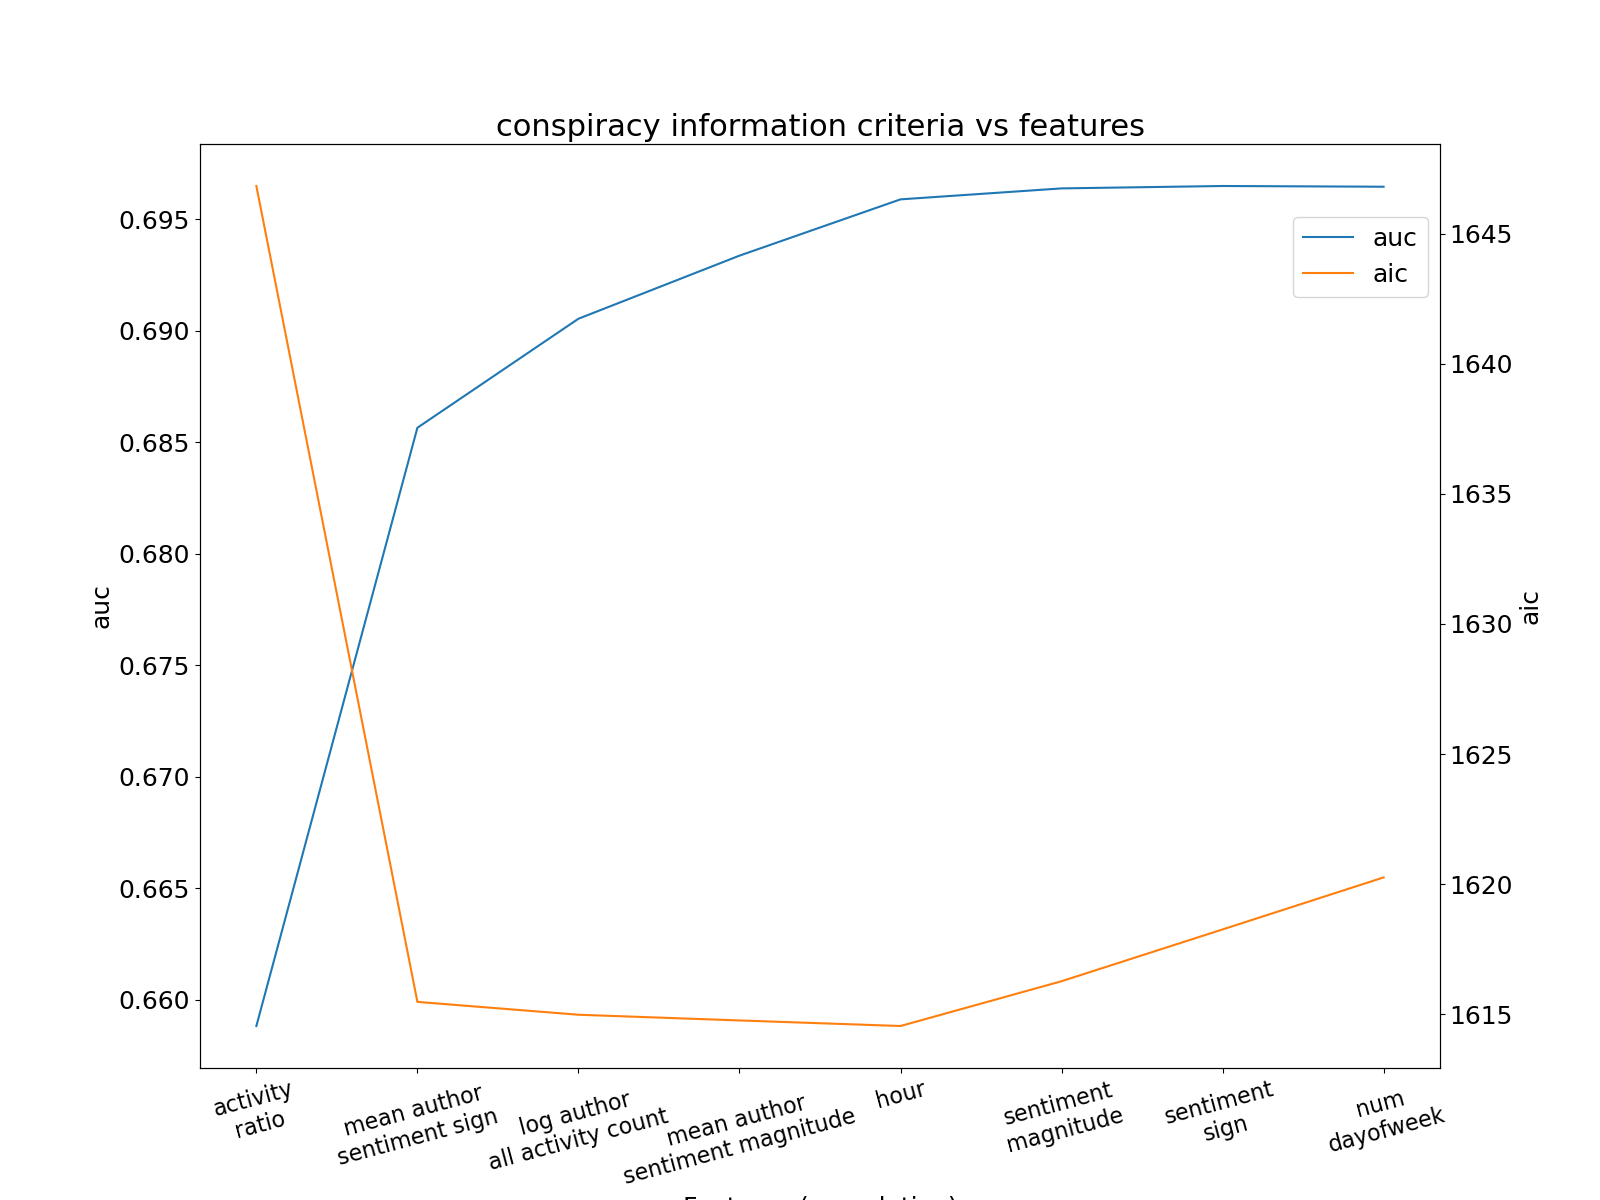 conspiracy information criteria vs features
0.695
0.690
0.685
0.680
0.675
0.670
0.665
0.660
auc
auc
aic
1645
1640
1635
1630
1625
1620
1615
aic
activity
ratio
mean author
sentiment sign
log author
all activity count
mean author
sentiment magnitude
hour
sentiment
magnitude
sentiment
sign
num
dayofweek